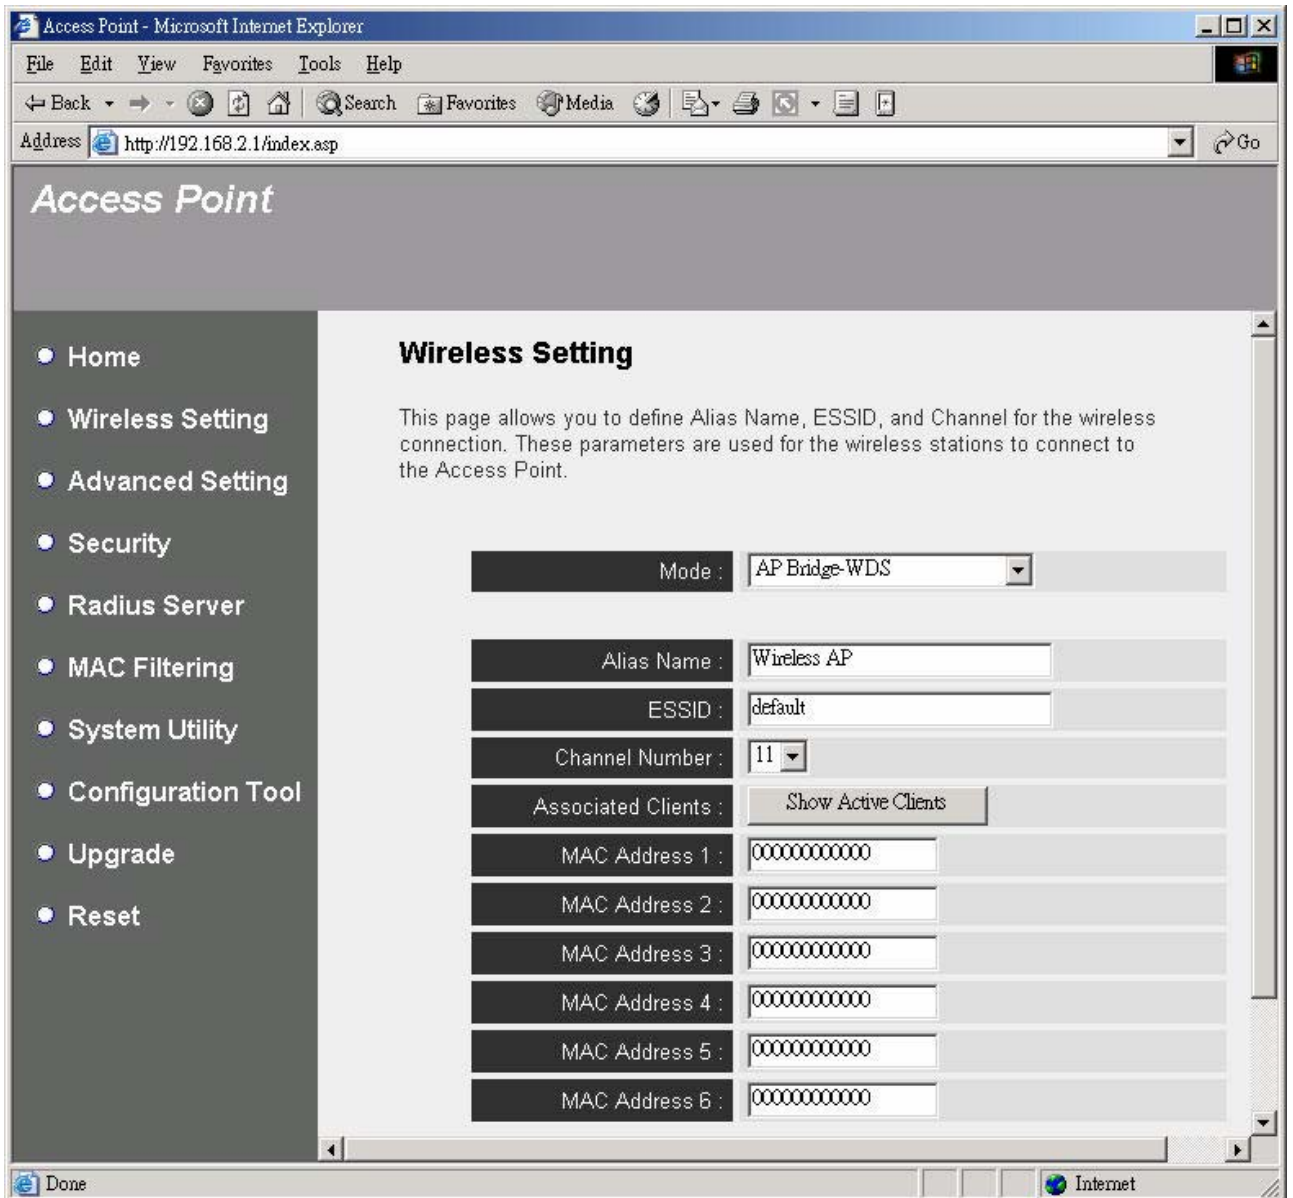 Access Point - Microsoft Internet Explorer
File Edit View Favorites Tools Help
Back Search Favorites Media
Address http://192.168.2.1/index.asp Go
Access Point
Home
Wireless Setting
Advanced Setting
Security
Radius Server
MAC Filtering
System Utility
Configuration Tool
Upgrade
Reset
Wireless Setting
This page allows you to define Alias Name, ESSID, and Channel for the wireless
connection. These parameters are used for the wireless stations to connect to
the Access Point.
Mode : AP Bridge-WDS
Alias Name : Wireless AP
ESSID : default
Channel Number : 11
Associated Clients : Show Active Clients
MAC Address 1 : 000000000000
MAC Address 2 : 000000000000
MAC Address 3 : 000000000000
MAC Address 4 : 000000000000
MAC Address 5 : 000000000000
MAC Address 6 : 000000000000
Done Internet